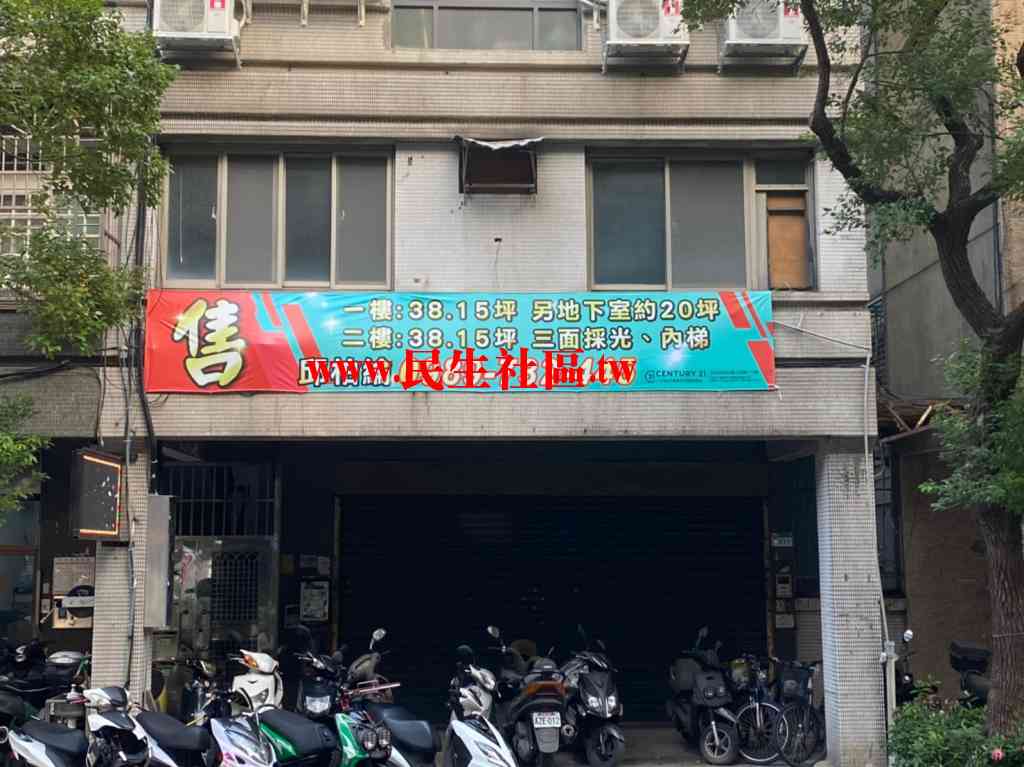 售
一樓:38.15坪 另地下室約20坪
二樓:38.15坪 三面採光、內梯
www.民生社區.tw
CENTURY 21
AZE-012